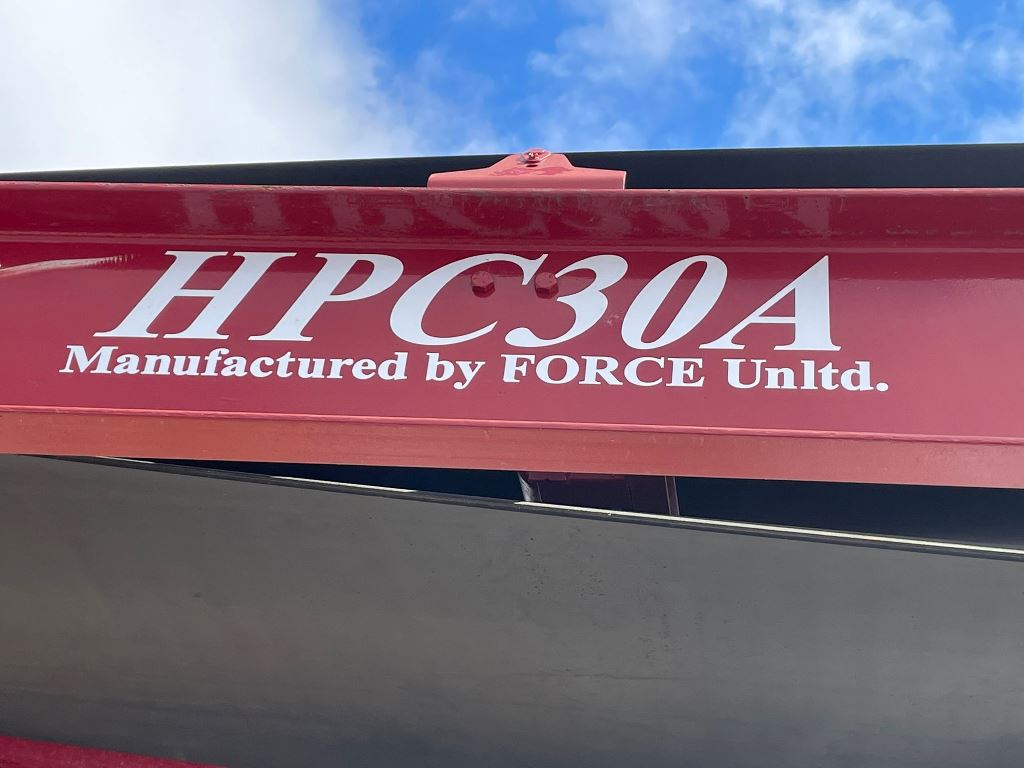 HPC30A
Manufactured by FORCE Unltd.